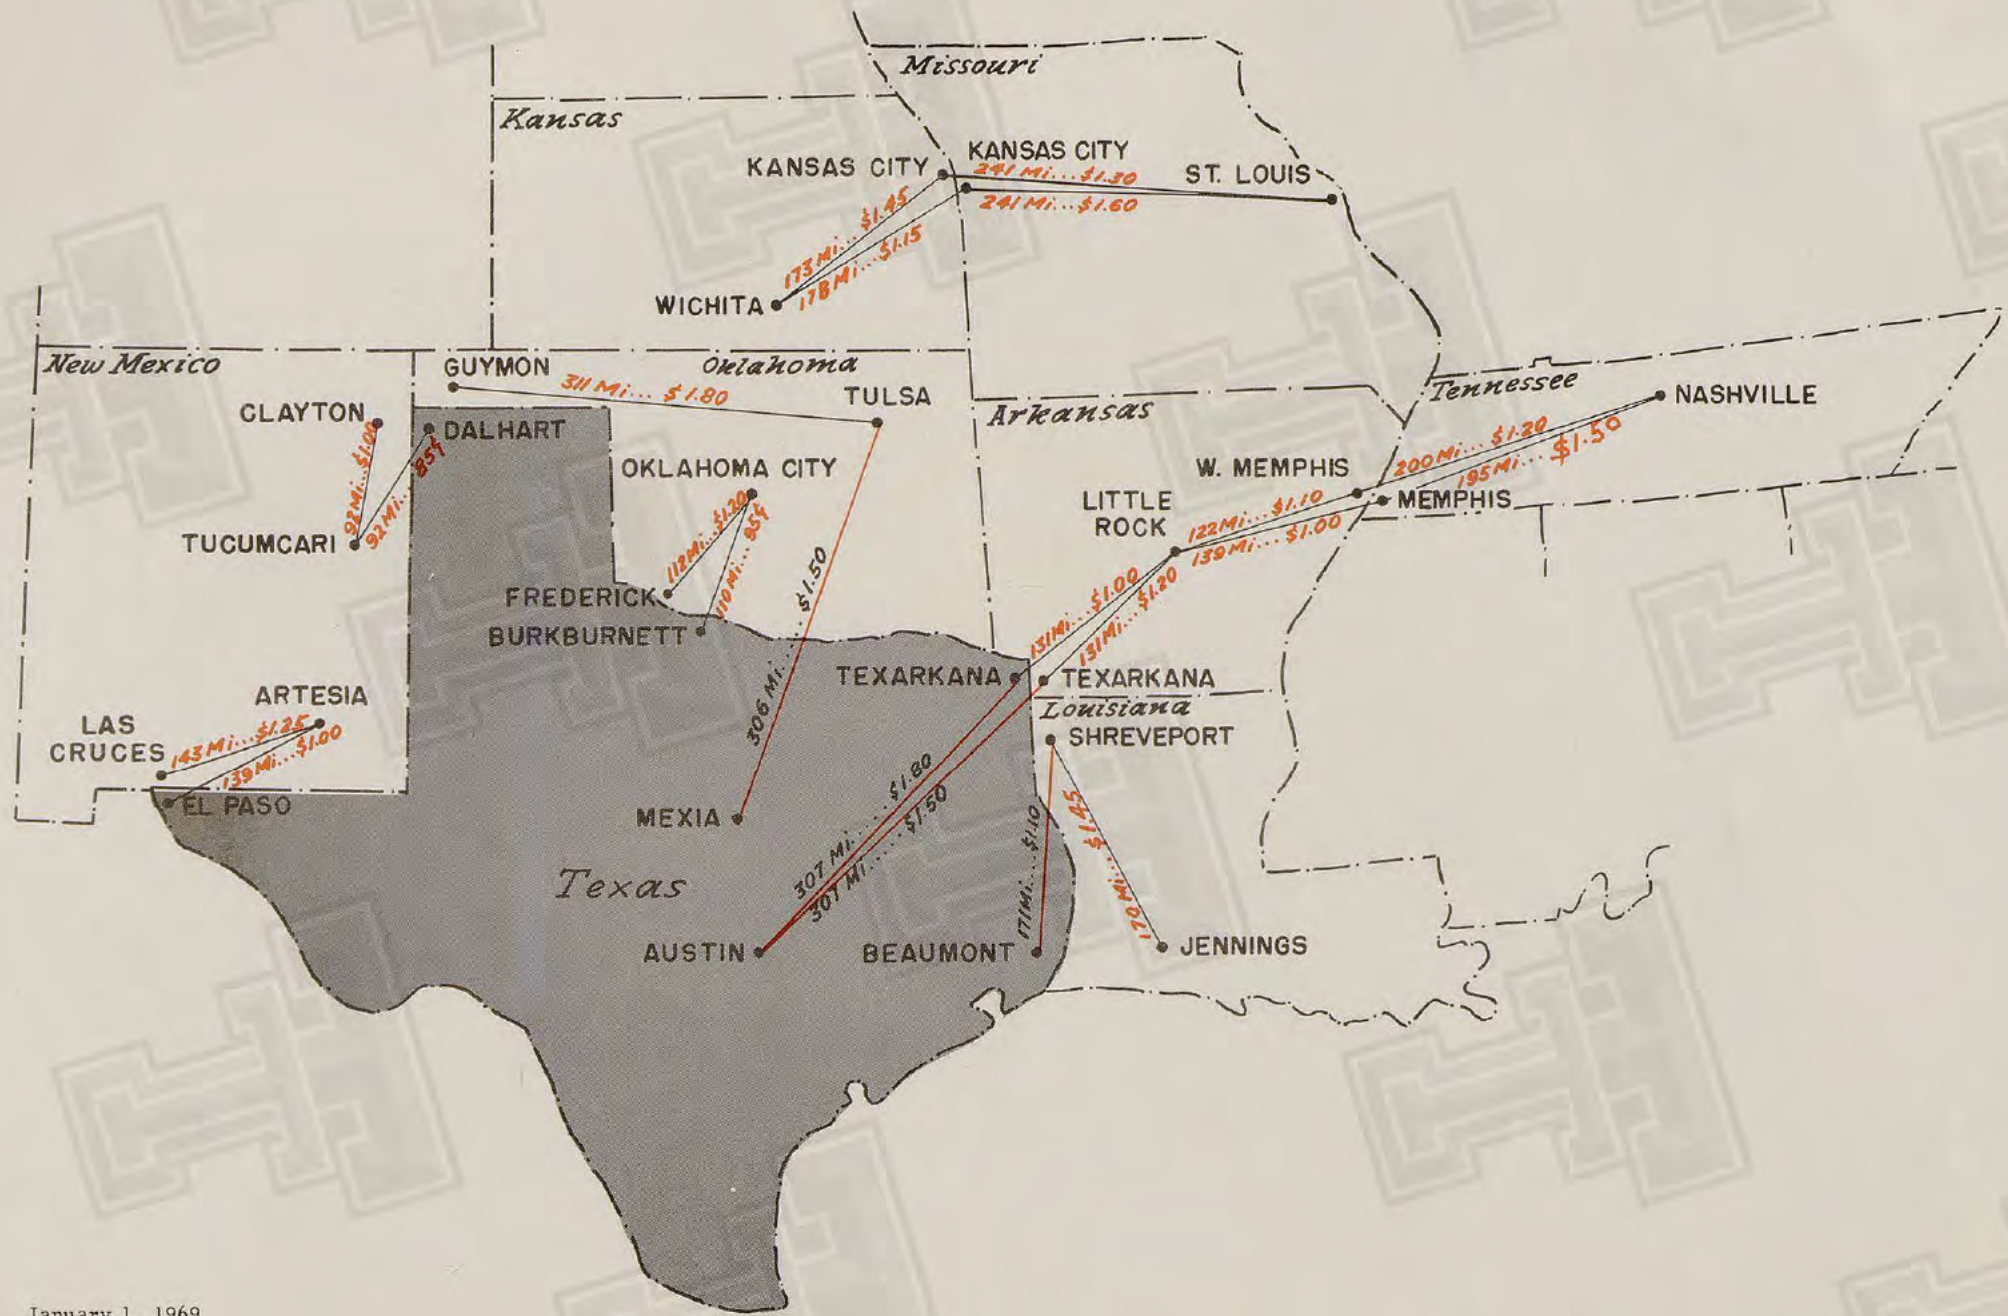 Missouri
Kansas
KANSAS CITY
KANSAS CITY
241 Mi...$1.30
ST. LOUIS
241 Mi...$1.60
173 Mi...$1.45
178 Mi...$1.15
WICHITA
New Mexico
GUYMON
Oklahoma
311 Mi... $1.80
TULSA
CLAYTON
DALHART
92 Mi...$1.00
92 Mi... 85¢
TUCUMCARI
OKLAHOMA CITY
112 Mi...$1.20
110 Mi...85¢
FREDERICK
BURKBURNETT
306 Mi.....$1.50
Arkansas
Tennessee
NASHVILLE
200 Mi...$1.20
195 Mi... $1.50
W. MEMPHIS
MEMPHIS
LITTLE
ROCK
122 Mi...$1.10
139 Mi... $1.00
131 Mi...$1.00
131 Mi...$1.20
TEXARKANA
TEXARKANA
Louisiana
SHREVEPORT
ARTESIA
LAS
CRUCES
143 Mi...$1.25
139 Mi...$1.00
EL PASO
MEXIA
307 Mi.....$1.80
307 Mi.....$1.50
171 Mi....$1.10
170 Mi....$1.45
Texas
AUSTIN
BEAUMONT
JENNINGS
January 1, 1969